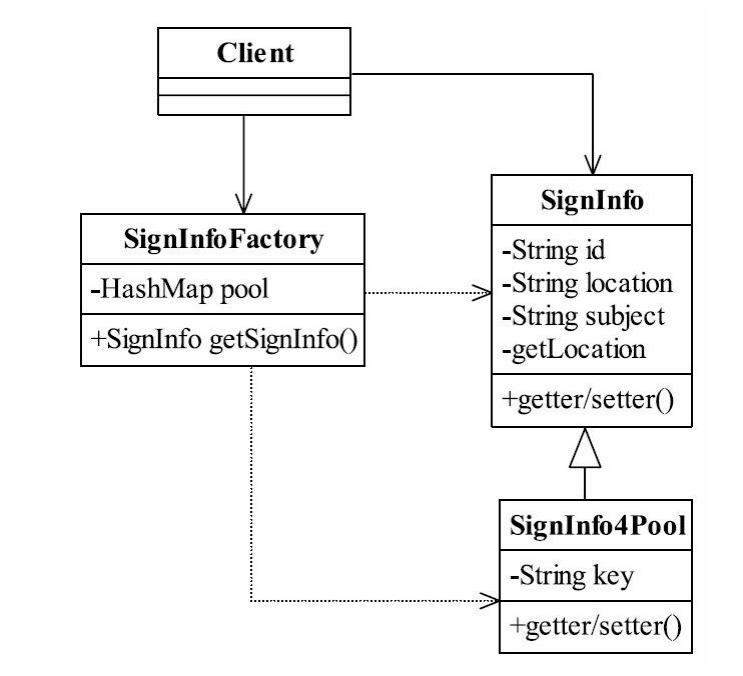 Client
SignInfoFactory
-HashMap pool
+SignInfo getSignInfo()
SignInfo
-String id
-String location
-String subject
-getLocation
+getter/setter()
SignInfo4Pool
-String key
+getter/setter()